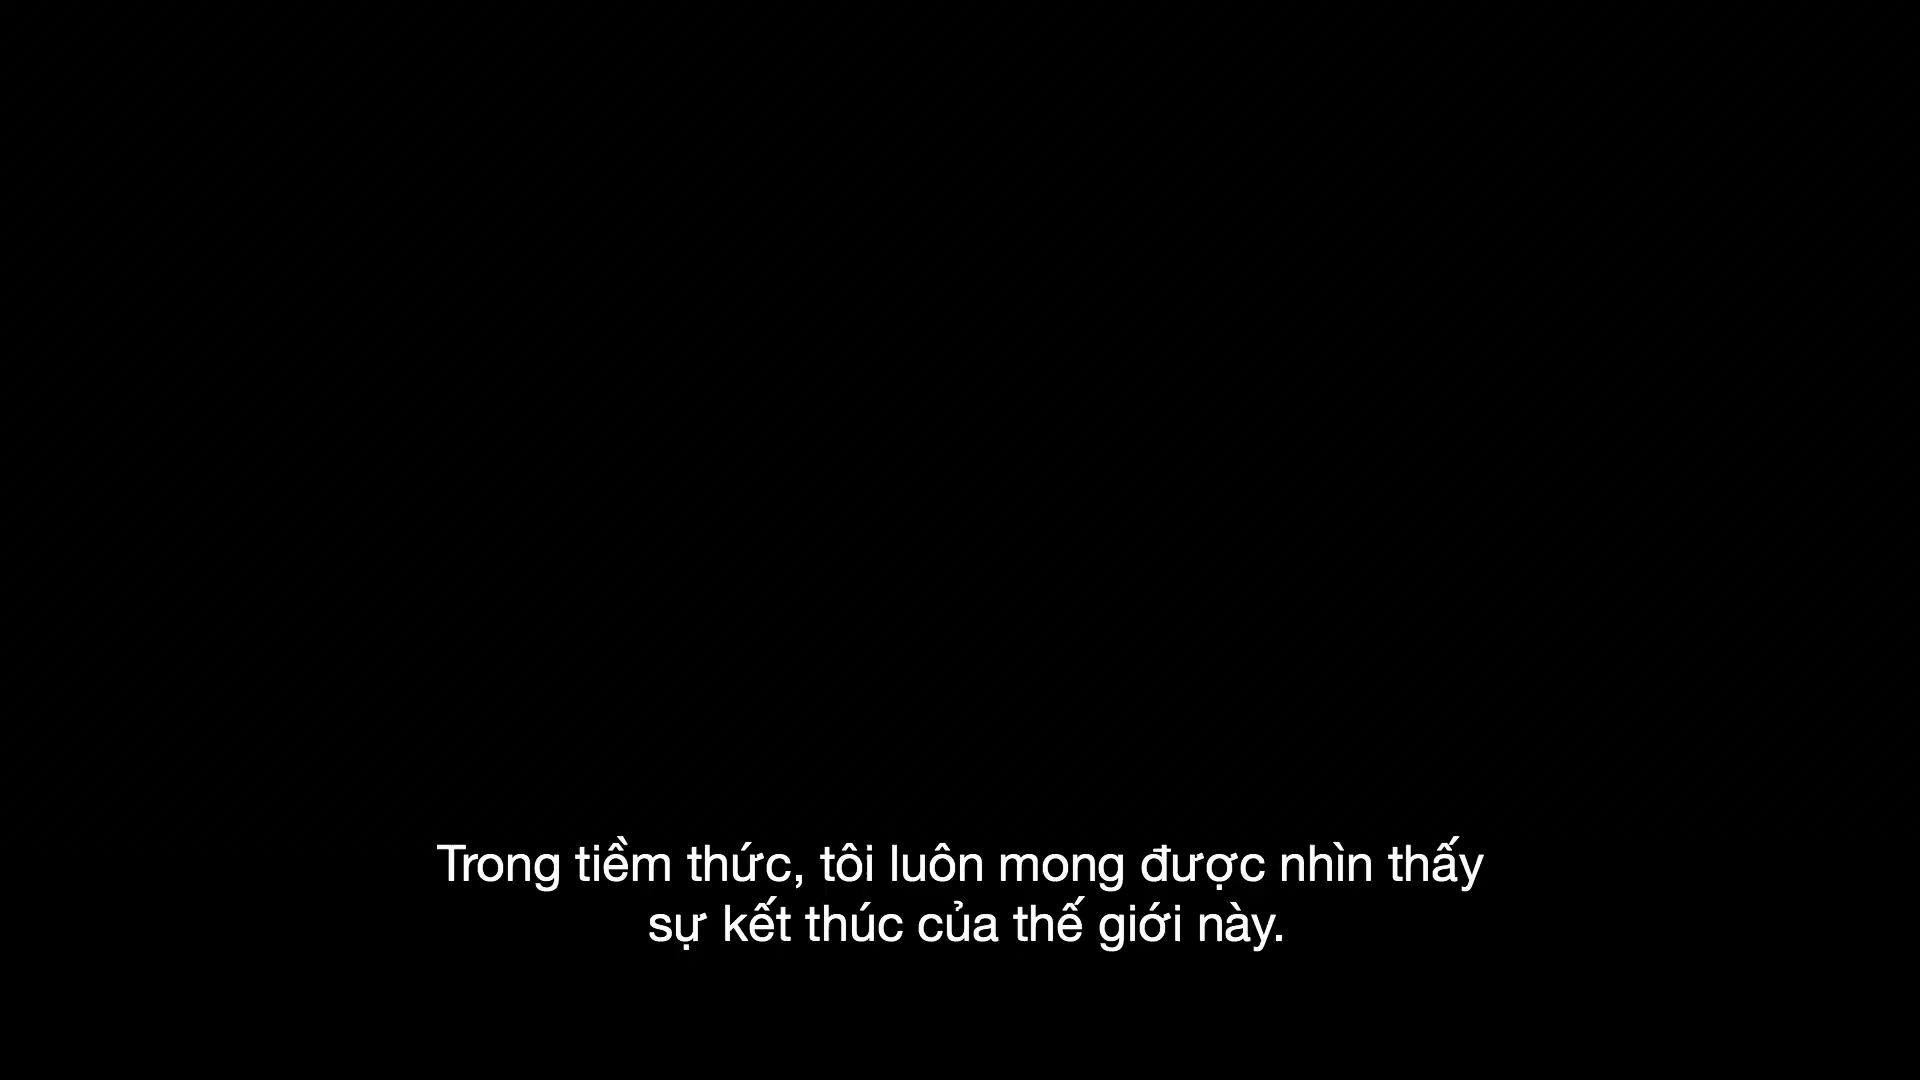 Trong tiềm thức, tôi luôn mong được nhìn thấy
sự kết thúc của thế giới này.